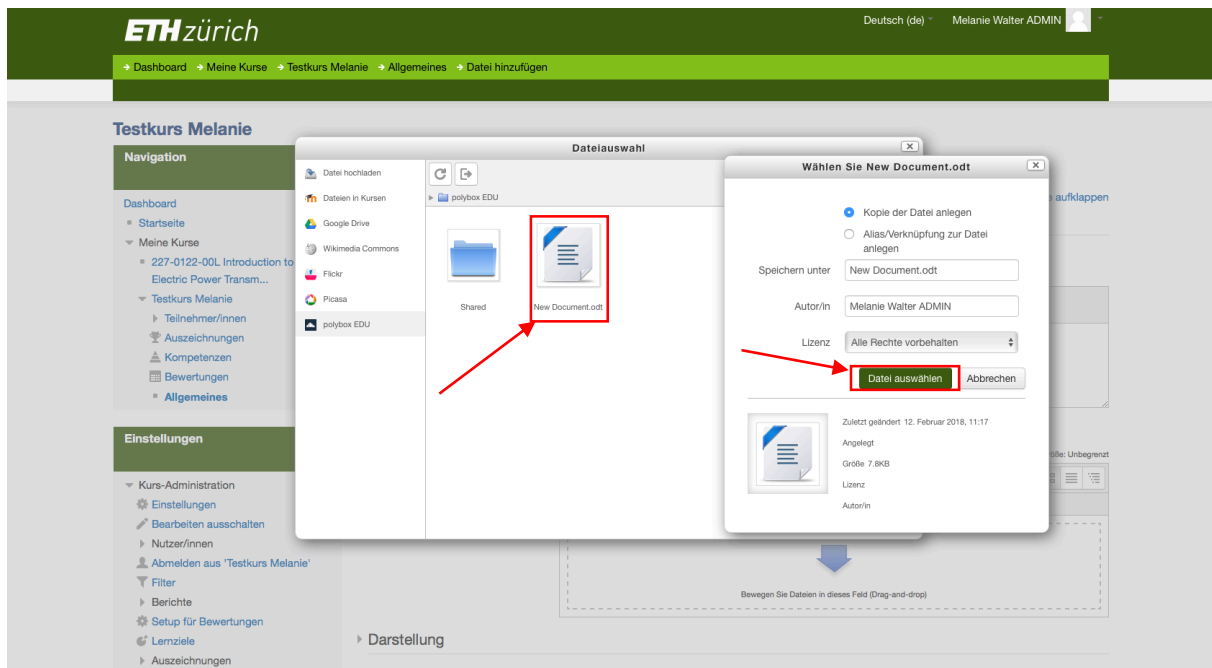 ETH zürich
Deutsch (de)
Melanie Walter ADMIN
Dashboard Meine Kurse Testkurs Melanie Allgemeines Datei hinzufügen
Testkurs Melanie
Navigation
Dashboard
Startseite
Meine Kurse
227-0122-00L Introduction to
Electric Power Transm...
Testkurs Melanie
Teilnehmer/innen
Auszeichnungen
Kompetenzen
Bewertungen
Allgemeines
Einstellungen
Kurs-Administration
Einstellungen
Bearbeiten ausschalten
Nutzer/innen
Abmelden aus 'Testkurs Melanie'
Filter
Berichte
Setup für Bewertungen
Lernziele
Auszeichnungen
Dateiauswahl
Datei hochladen
Dateien in Kursen
Google Drive
Wikimedia Commons
Flickr
Picasa
polybox EDU
polybox EDU
Shared
New Document.odt
Wählen Sie New Document.odt
Kopie der Datei anlegen
Alias/Verknüpfung zur Datei
anlegen
Speichern unter New Document.odt
Autor/in Melanie Walter ADMIN
Lizenz Alle Rechte vorbehalten
Datei auswählen Abbrechen
Zuletzt geändert 12. Februar 2018, 11:17
Angelegt
Größe 7.8KB
Lizenz
Autor/in
aufklappen
Unbegrenzt
Bewegen Sie Dateien in dieses Feld (Drag-and-drop)
Darstellung